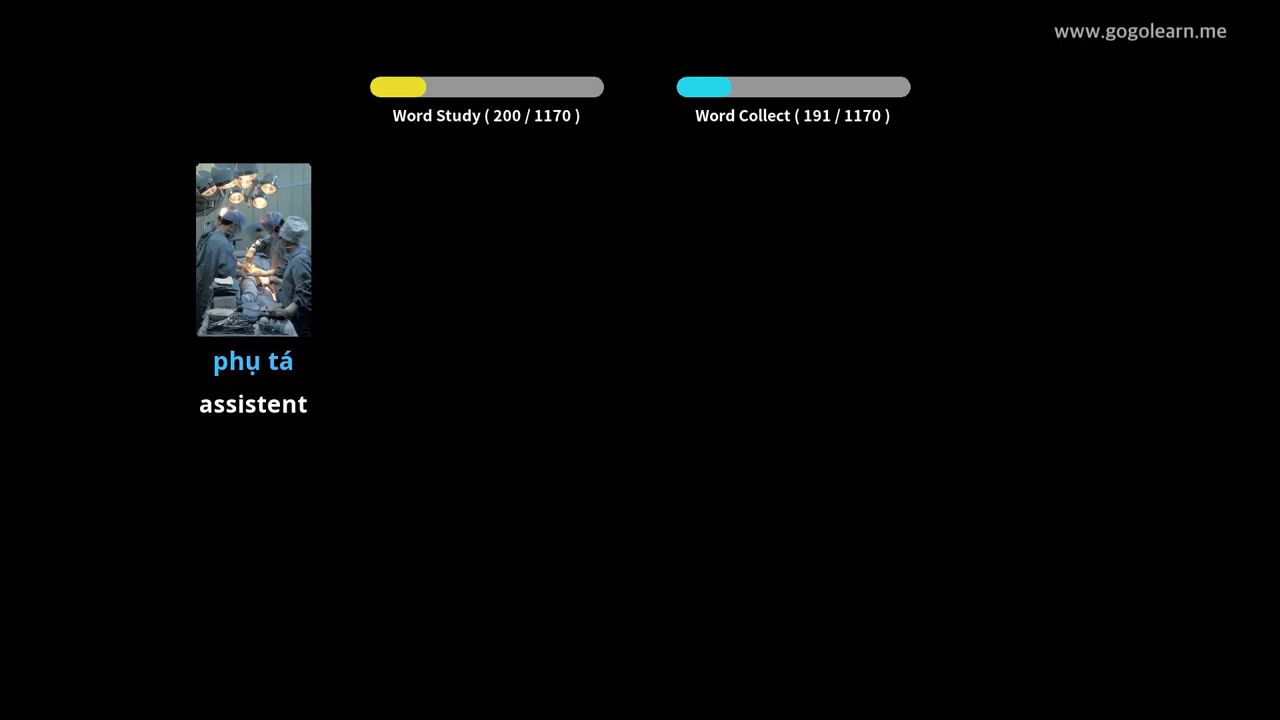 www.gogolearn.me
Word Study ( 200 / 1170 )
Word Collect ( 191 / 1170 )
phụ tá
assistent